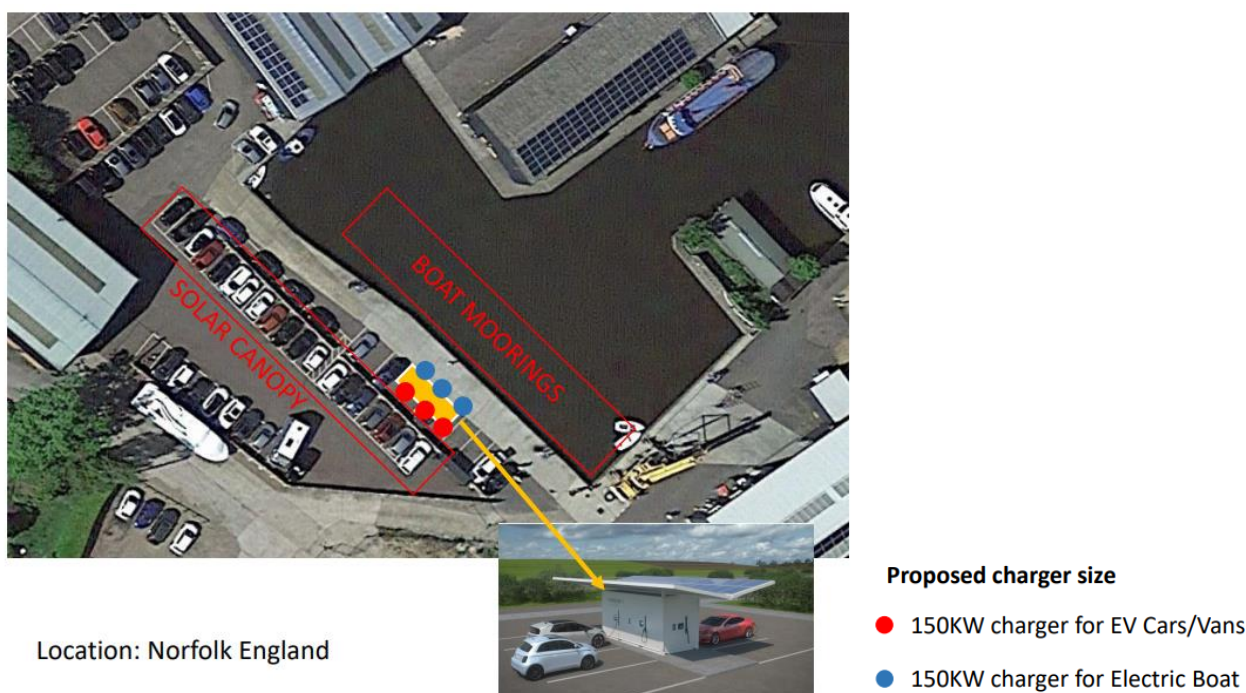 SOLAR CANOPY
BOAT MOORINGS
Proposed charger size
150KW charger for EV Cars/Vans
150KW charger for Electric Boat
Location: Norfolk England